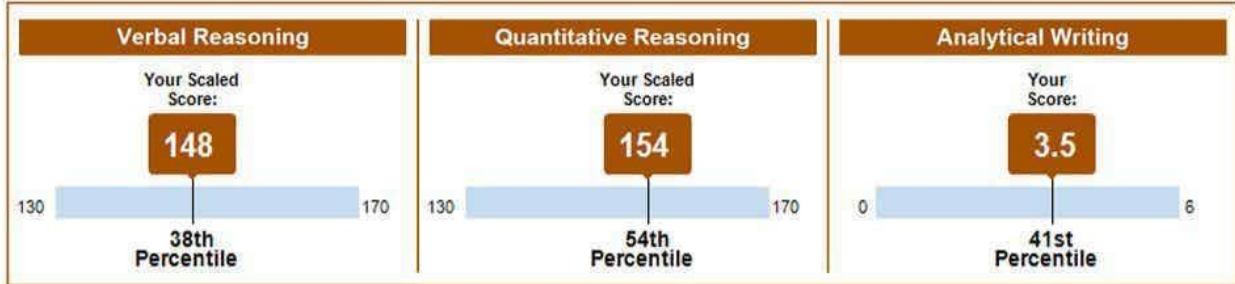 Verbal Reasoning
Your Scaled
Score:
148
130
170
38th
Percentile
Quantitative Reasoning
Your Scaled
Score:
154
130
170
54th
Percentile
Analytical Writing
Your
Score:
3.5
0
6
41st
Percentile